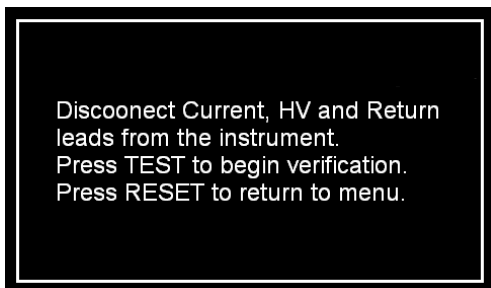 Discoonect Current, HV and Return
leads from the instrument.
Press TEST to begin verification.
Press RESET to return to menu.